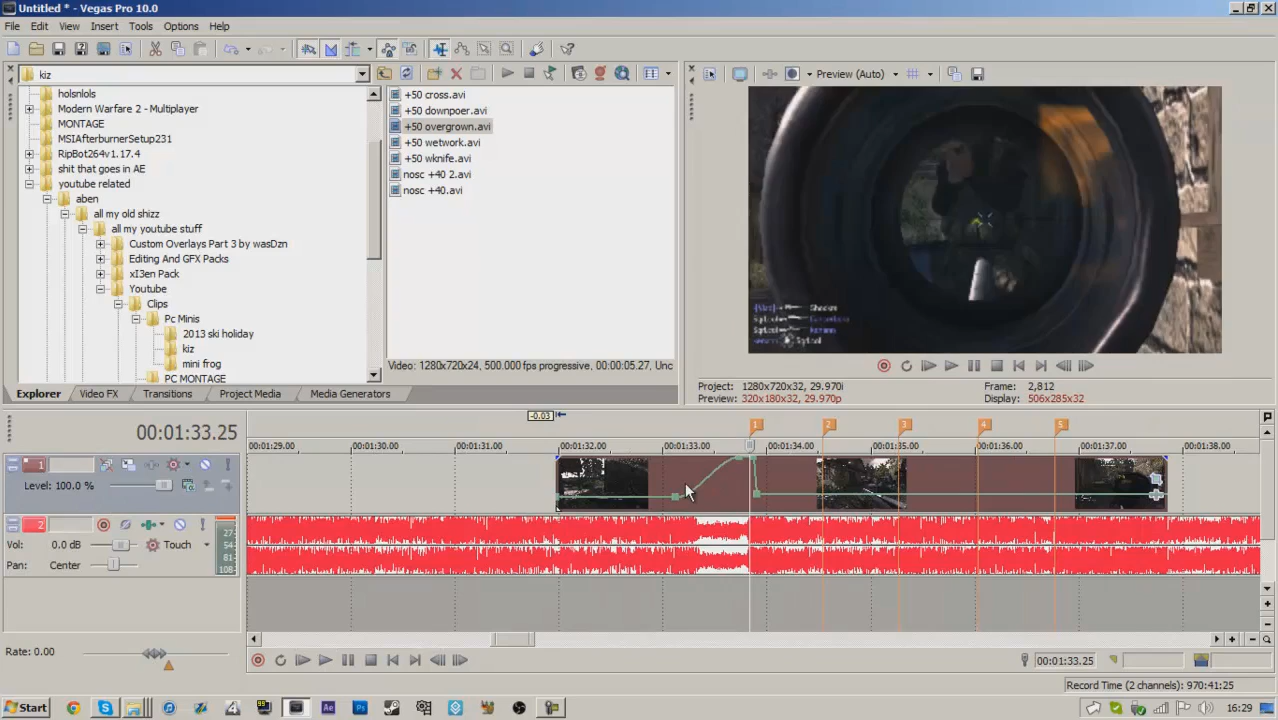 Untitled * - Vegas Pro 10.0
File Edit View Insert Tools Options Help
kiz
Preview (Auto)
holsnlols
Modern Warfare 2 - Multiplayer
MONTAGE
MSIAfterburnerSetup231
RipBot264v1.17.4
shit that goes in AE
youtube related
aben
all my old shizz
all my youtube stuff
Custom Overlays Part 3 by wasDzn
Editing And GFX Packs
xI3en Pack
Youtube
Clips
Pc Minis
2013 ski holiday
kiz
mini frog
PC MONTAGE
+50 cross.avi
+50 downpoer.avi
+50 overgrown.avi
+50 wetwork.avi
+50 wknife.avi
nosc +40 2.avi
nosc +40.avi
Video: 1280x720x24, 500.000 fps progressive, 00:00:05.27, Unc
Explorer Video FX Transitions Project Media Media Generators
Project: 1280x720x32, 29.970i Frame: 2,812
Preview: 320x180x32, 29.970p Display: 506x285x32
-0.03
00:01:33.25
1 2 3 4 5
00:01:29.00 00:01:30.00 00:01:31.00 00:01:32.00 00:01:33.00 00:01:34.00 00:01:35.00 00:01:36.00 00:01:37.00 00:01:38.00
1
Level: 100.0 %
2
Vol: 0.0 dB Touch
Pan: Center
27
54
81
108
Rate: 0.00
00:01:33.25
Record Time (2 channels): 970:41:25
Start 16:29